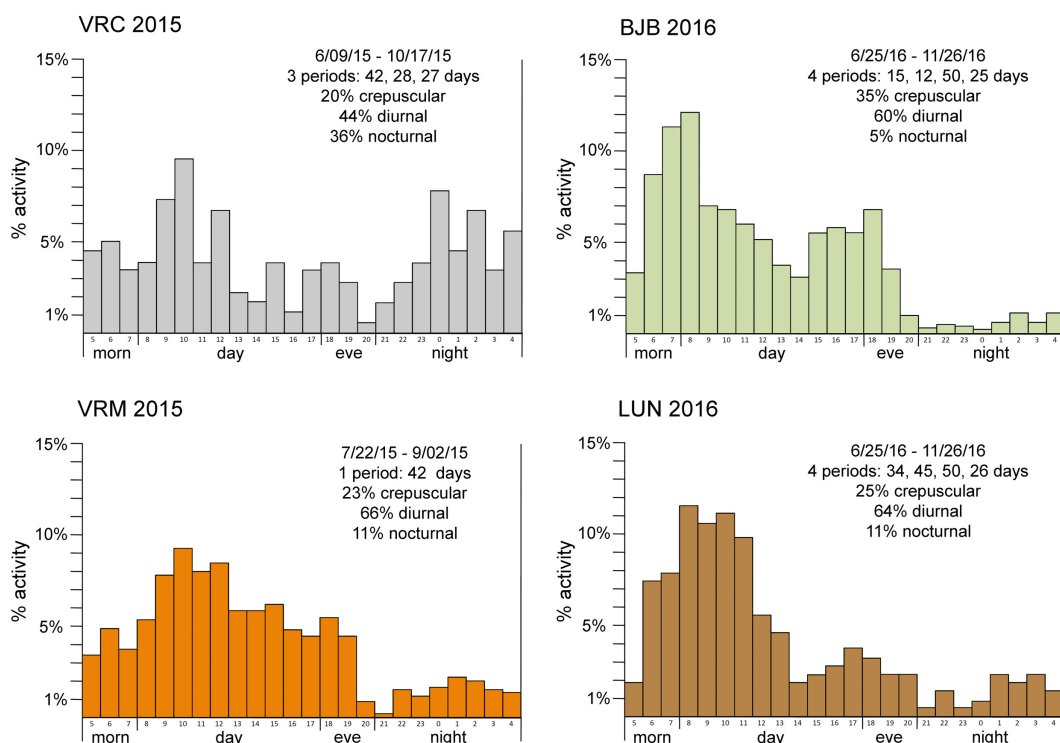 VRC 2015
6/09/15 - 10/17/15
3 periods: 42, 28, 27 days
20% crepuscular
44% diurnal
36% nocturnal
15%
10%
5%
1%
% activity
5 6 7 8 9 10 11 12 13 14 15 16 17 18 19 20 21 22 23 0 1 2 3 4
morn day eve night
BJB 2016
6/25/16 - 11/26/16
4 periods: 15, 12, 50, 25 days
35% crepuscular
60% diurnal
5% nocturnal
15%
10%
5%
1%
% activity
5 6 7 8 9 10 11 12 13 14 15 16 17 18 19 20 21 22 23 0 1 2 3 4
morn day eve night
VRM 2015
7/22/15 - 9/02/15
1 period: 42 days
23% crepuscular
66% diurnal
11% nocturnal
15%
10%
5%
1%
% activity
5 6 7 8 9 10 11 12 13 14 15 16 17 18 19 20 21 22 23 0 1 2 3 4
morn day eve night
LUN 2016
6/25/16 - 11/26/16
4 periods: 34, 45, 50, 26 days
25% crepuscular
64% diurnal
11% nocturnal
15%
10%
5%
1%
% activity
5 6 7 8 9 10 11 12 13 14 15 16 17 18 19 20 21 22 23 0 1 2 3 4
morn day eve night